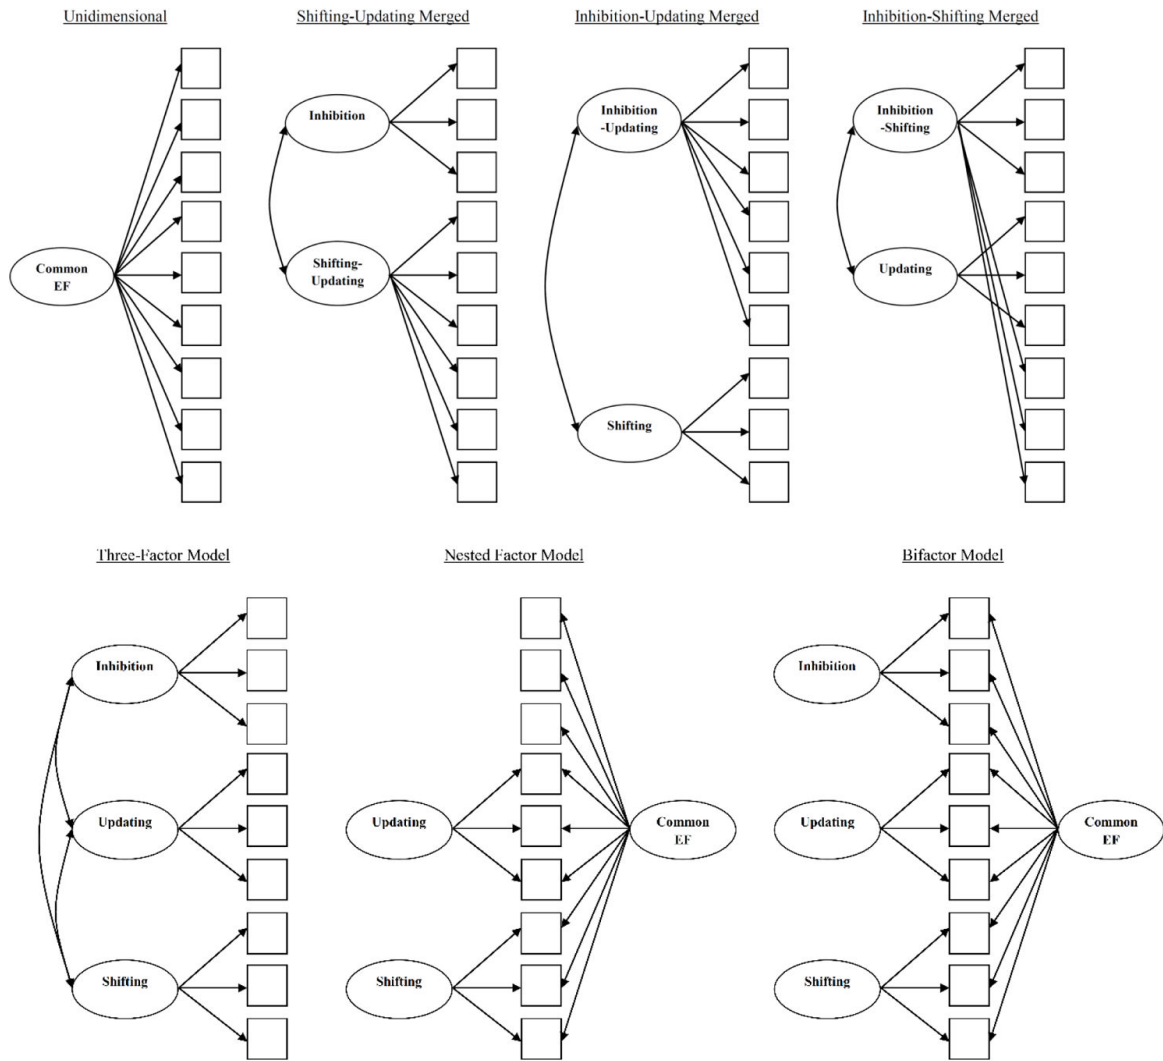 Unidimensional
Shifting-Updating Merged
Inhibition-Updating Merged
Inhibition-Shifting Merged
Common
EF
Inhibition
Shifting-
Updating
Inhibition
-Updating
Shifting
Inhibition
-Shifting
Updating
Three-Factor Model
Nested Factor Model
Bifactor Model
Inhibition
Updating
Shifting
Updating
Shifting
Common
EF
Inhibition
Updating
Shifting
Common
EF